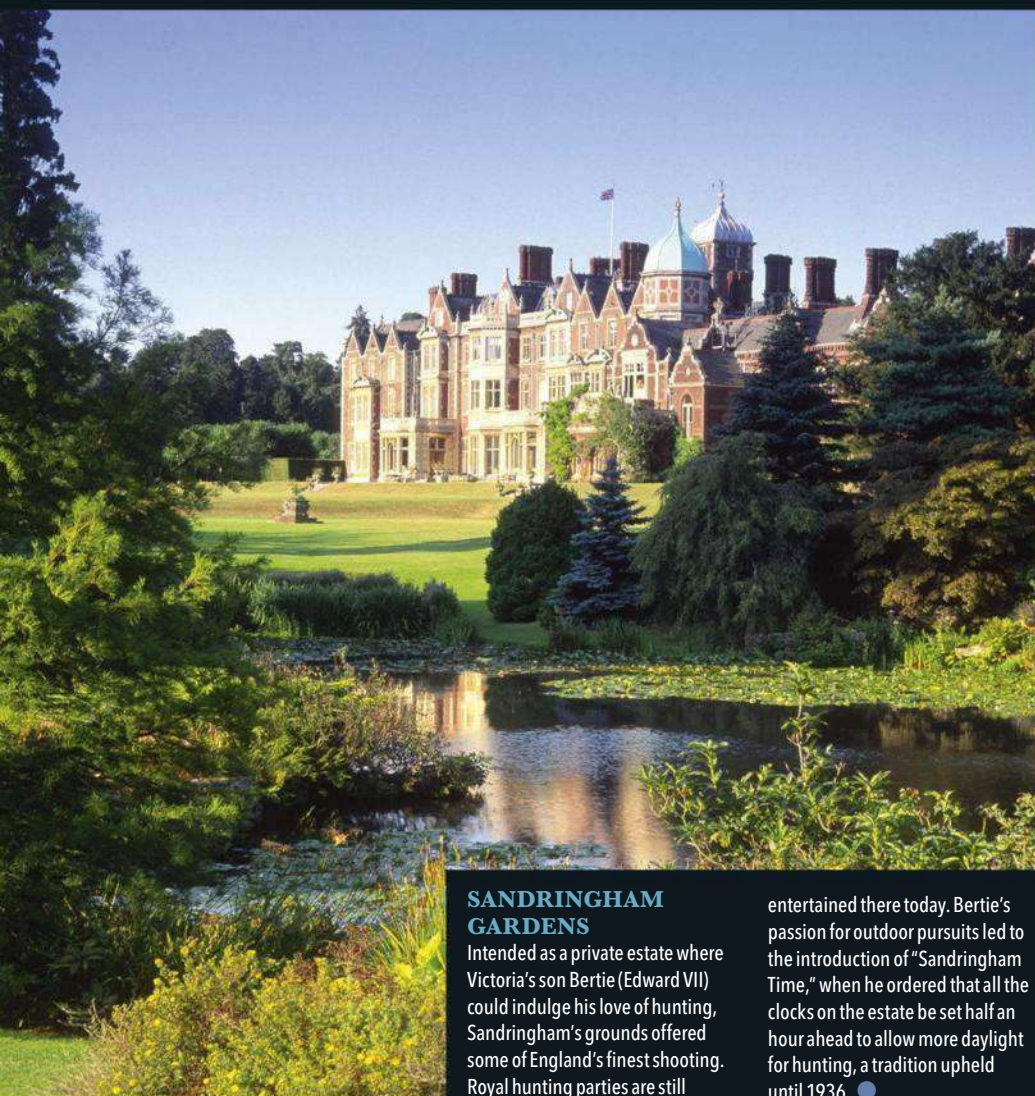 SANDRINGHAM
GARDENS
Intended as a private estate where
Victoria's son Bertie (Edward VII)
could indulge his love of hunting,
Sandringham's grounds offered
some of England's finest shooting.
Royal hunting parties are still
entertained there today. Bertie's
passion for outdoor pursuits led to
the introduction of "Sandringham
Time," when he ordered that all the
clocks on the estate be set half an
hour ahead to allow more daylight
for hunting, a tradition upheld
until 1936.